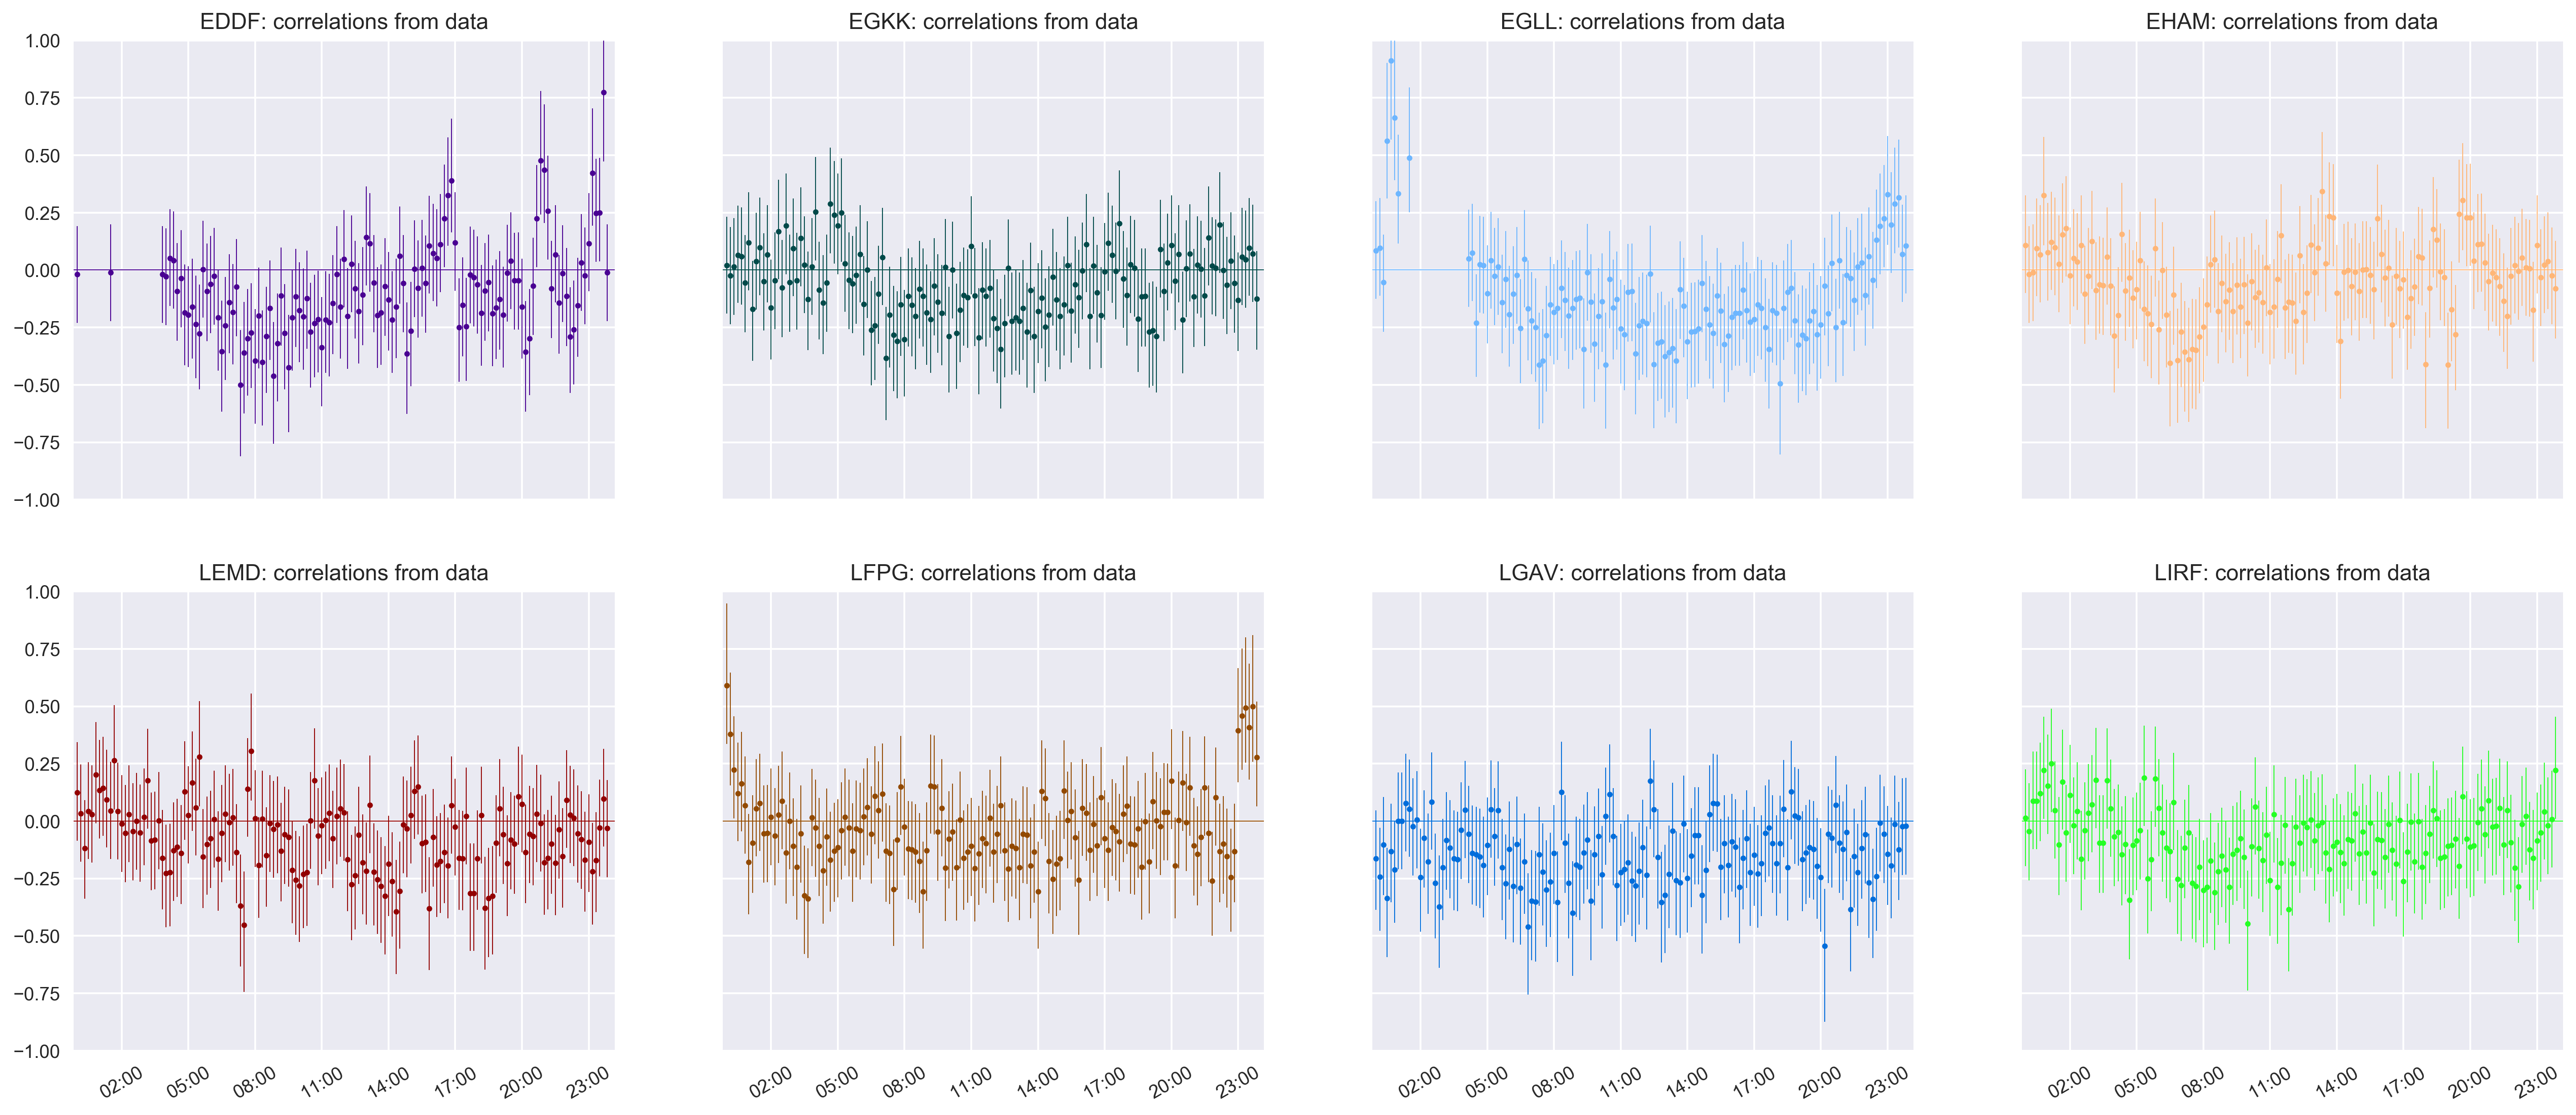 EDDF: correlations from data
EGKK: correlations from data
EGLL: correlations from data
EHAM: correlations from data
1.00
0.75
0.50
0.25
0.00
−0.25
−0.50
−0.75
−1.00
LEMD: correlations from data
LFPG: correlations from data
LGAV: correlations from data
LIRF: correlations from data
1.00
0.75
0.50
0.25
0.00
−0.25
−0.50
−0.75
−1.00
02:00 05:00 08:00 11:00 14:00 17:00 20:00 23:00
02:00 05:00 08:00 11:00 14:00 17:00 20:00 23:00
02:00 05:00 08:00 11:00 14:00 17:00 20:00 23:00
02:00 05:00 08:00 11:00 14:00 17:00 20:00 23:00